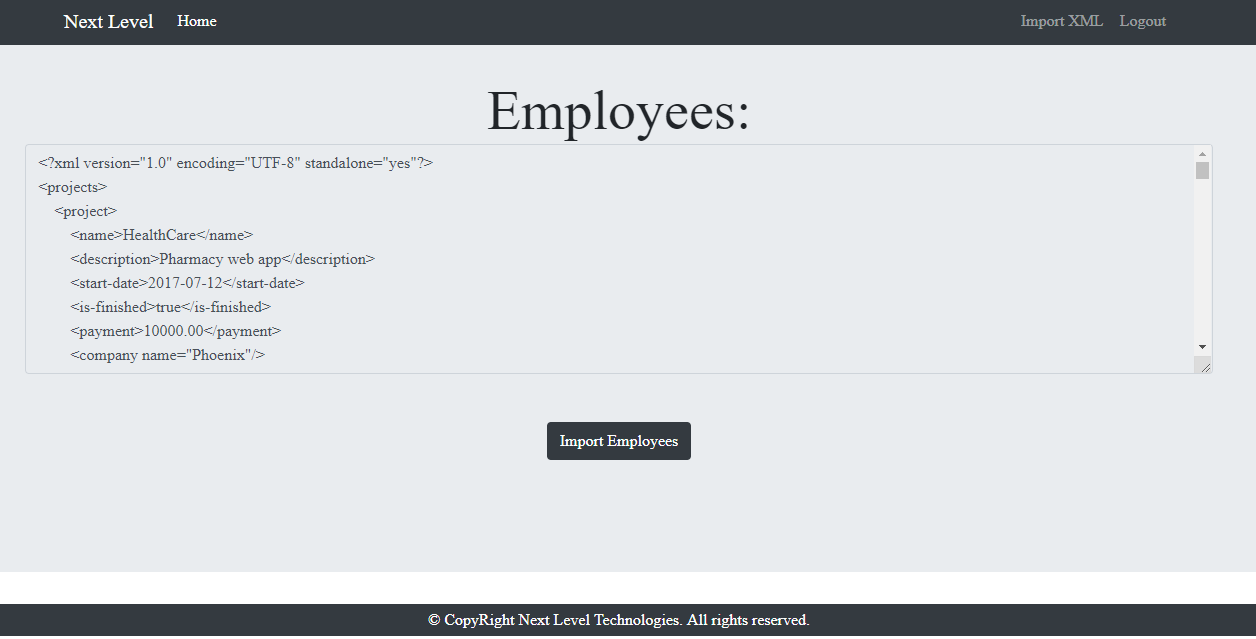 Next Level Home Import XML Logout
Employees:
<?xml version="1.0" encoding="UTF-8" standalone="yes"?>
<projects>
<project>
<name>HealthCare</name>
<description>Pharmacy web app</description>
<start-date>2017-07-12</start-date>
<is-finished>true</is-finished>
<payment>10000.00</payment>
<company name="Phoenix"/>
Import Employees
© CopyRight Next Level Technologies. All rights reserved.